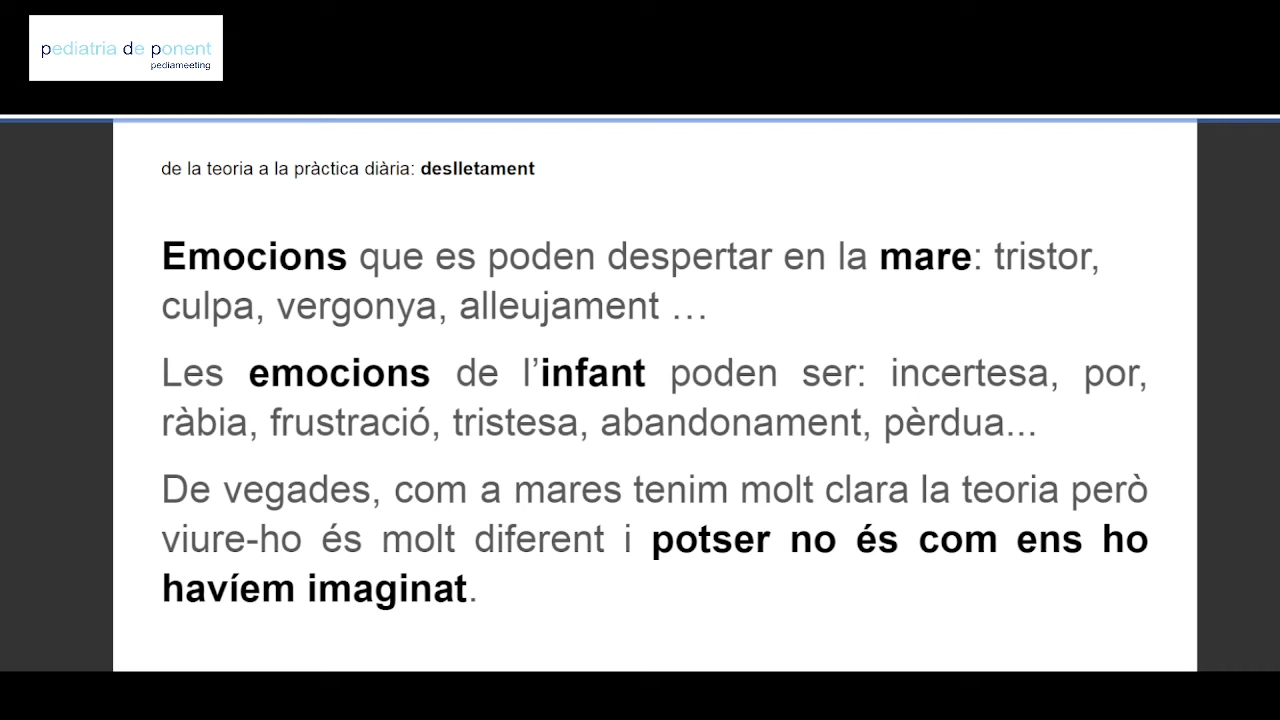 pediatria de ponent
pediameeting
de la teoria a la pràctica diària: deslletament
Emocions que es poden despertar en la mare: tristor,
culpa, vergonya, alleujament …
Les emocions de l’infant poden ser: incertesa, por,
ràbia, frustració, tristesa, abandonament, pèrdua...
De vegades, com a mares tenim molt clara la teoria però
viure-ho és molt diferent i potser no és com ens ho
havíem imaginat.